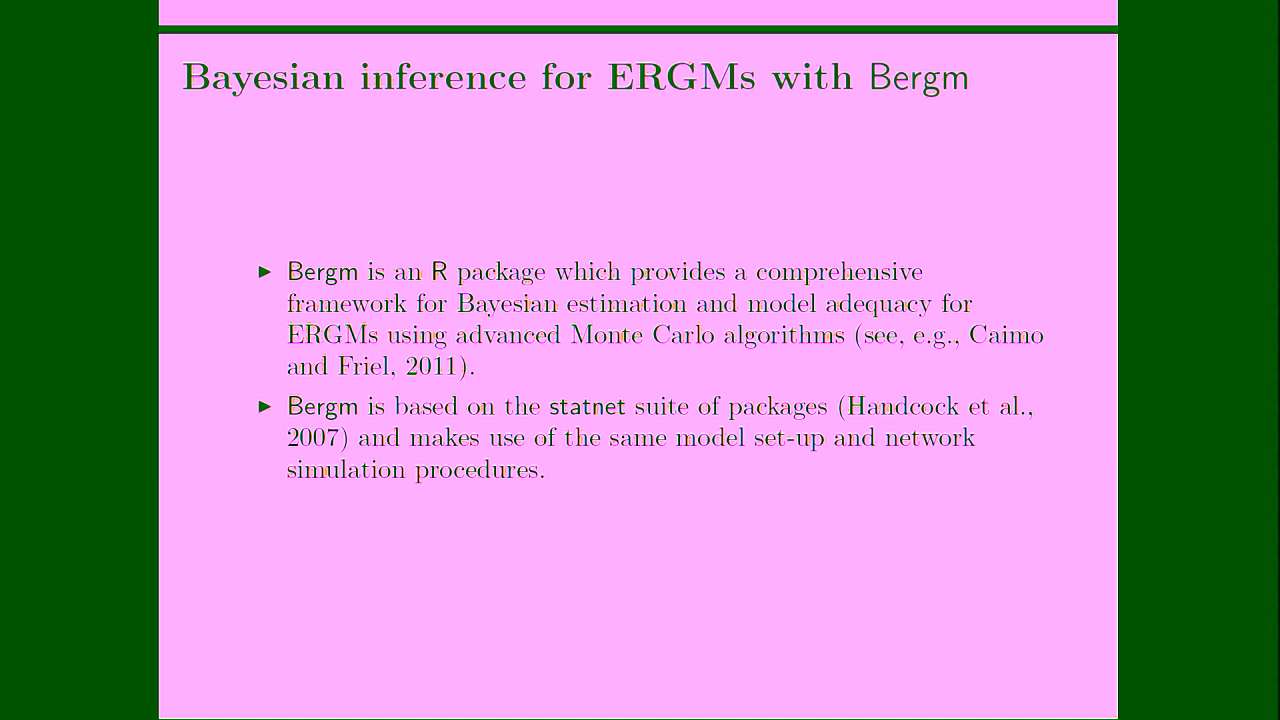 Bayesian inference for ERGMs with Bergm
▶ Bergm is an R package which provides a comprehensive
framework for Bayesian estimation and model adequacy for
ERGMs using advanced Monte Carlo algorithms (see, e.g., Caimo
and Friel, 2011).
▶ Bergm is based on the statnet suite of packages (Handcock et al.,
2007) and makes use of the same model set-up and network
simulation procedures.